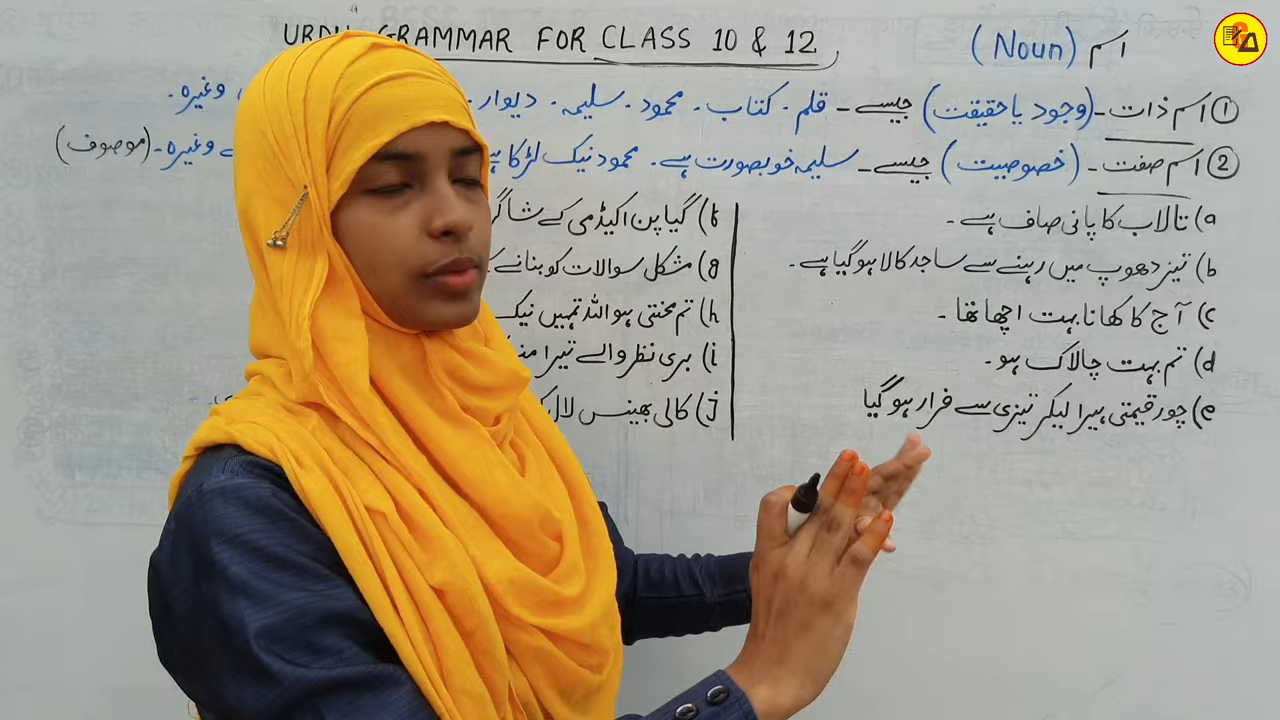 URDU GRAMMAR FOR CLASS 10 & 12
اسم (Noun)
① اسم ذات ۔ (وجود یا حقیقت) جیسے ۔ قلم ۔ کتاب ۔ محمود ۔ سلیمہ ۔ دیوار ۔ وغیرہ ۔
② اسم صفت ۔ (خصوصیت) جیسے ۔ سلیمہ خوبصورت ہے ۔ محمود نیک لڑکا ہے وغیرہ ۔ (موصوف)
a) تالاب کا پانی صاف ہے ۔
b) تیز دھوپ میں رہنے سے ساجد کالا ہو گیا ہے ۔
c) آج کا کھانا بہت اچھا تھا ۔
d) تم بہت چالاک ہو ۔
e) چور قیمتی ہیرا لیکر تیزی سے فرار ہو گیا
f) گیاپن اکیڈمی کے
g) مشکل سوالات کو بنانے
h) تم محنتی ہو اللہ تمہیں نیک
i) بری نظر والے تیرا
j) کالی بھینس لال